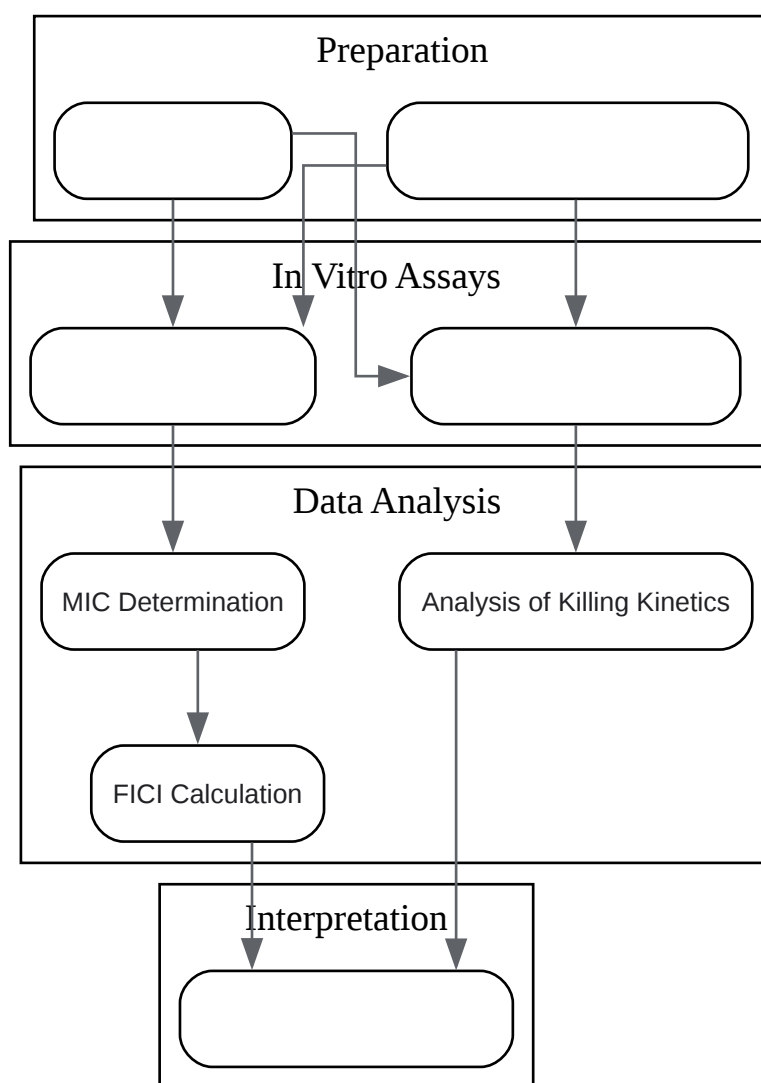 Preparation
In Vitro Assays
Data Analysis
MIC Determination
Analysis of Killing Kinetics
FICI Calculation
Interpretation